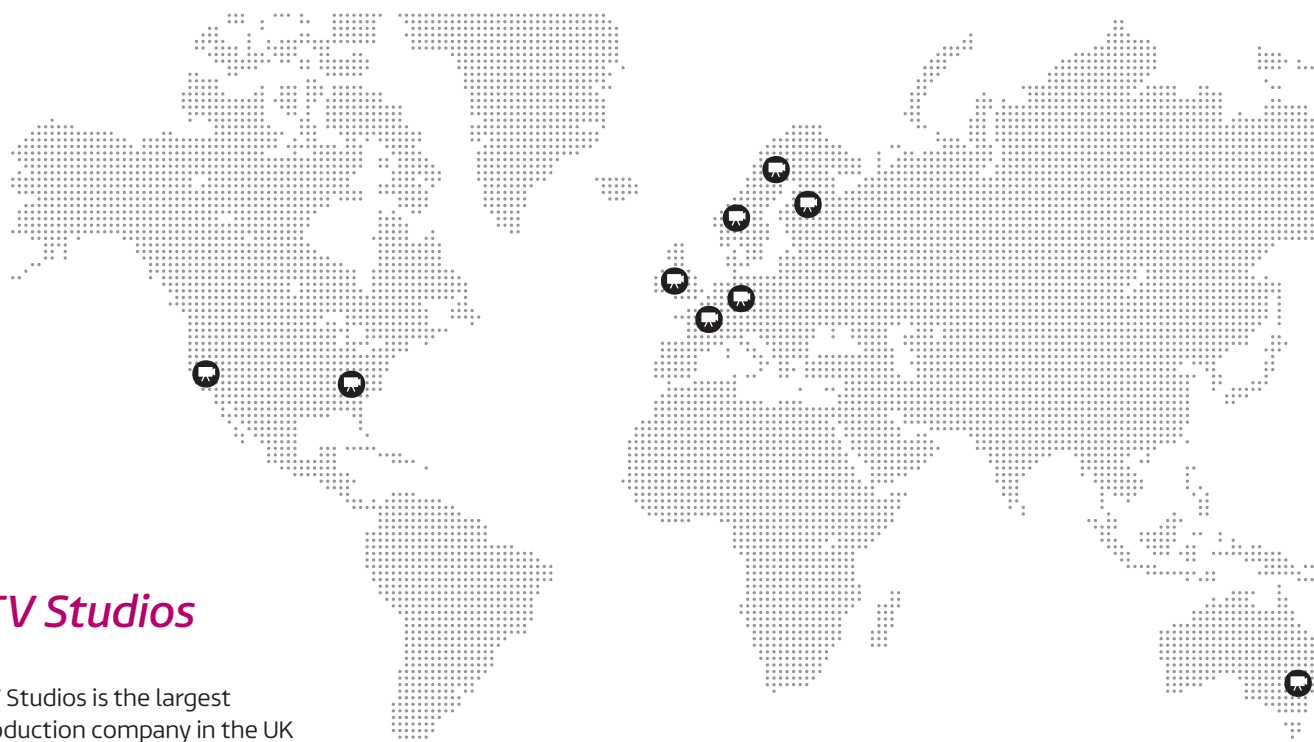 TV Studios
Studios is the largest
oduction company in the UK